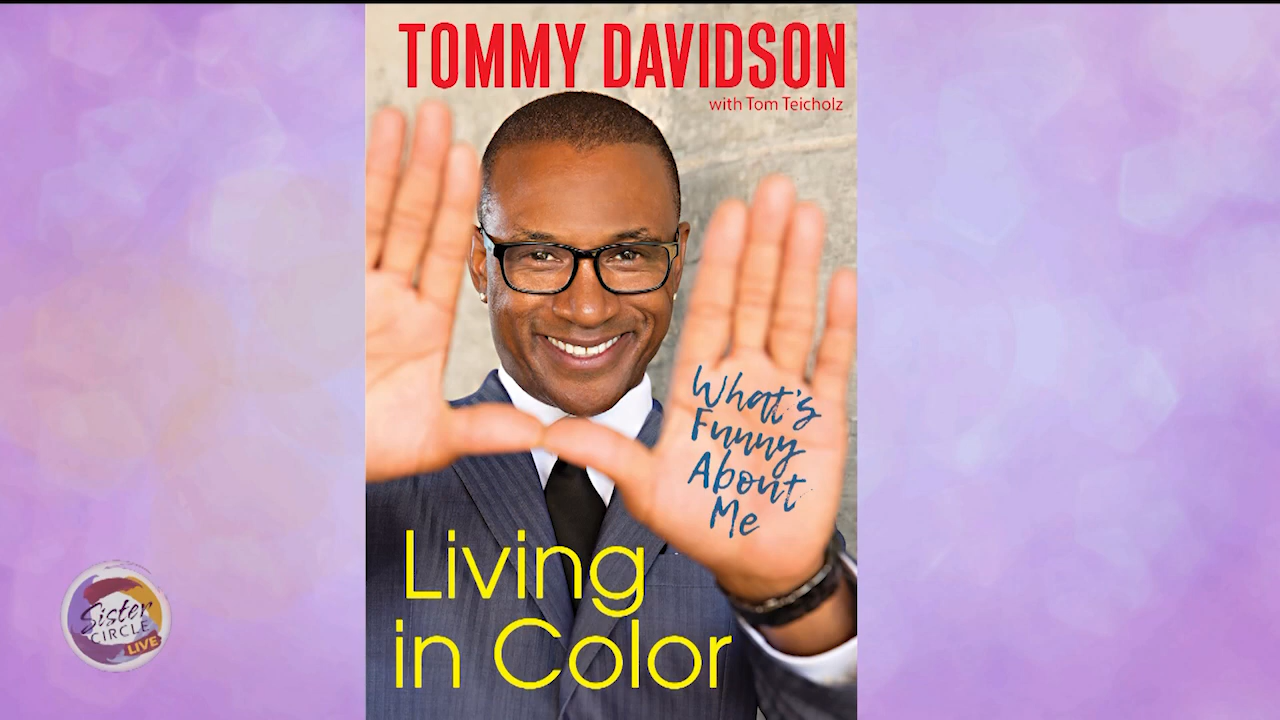 TOMMY DAVIDSON
with Tom Teicholz
What's
Funny
About
Me
Living
in Color
Sister
CIRCLE
LIVE